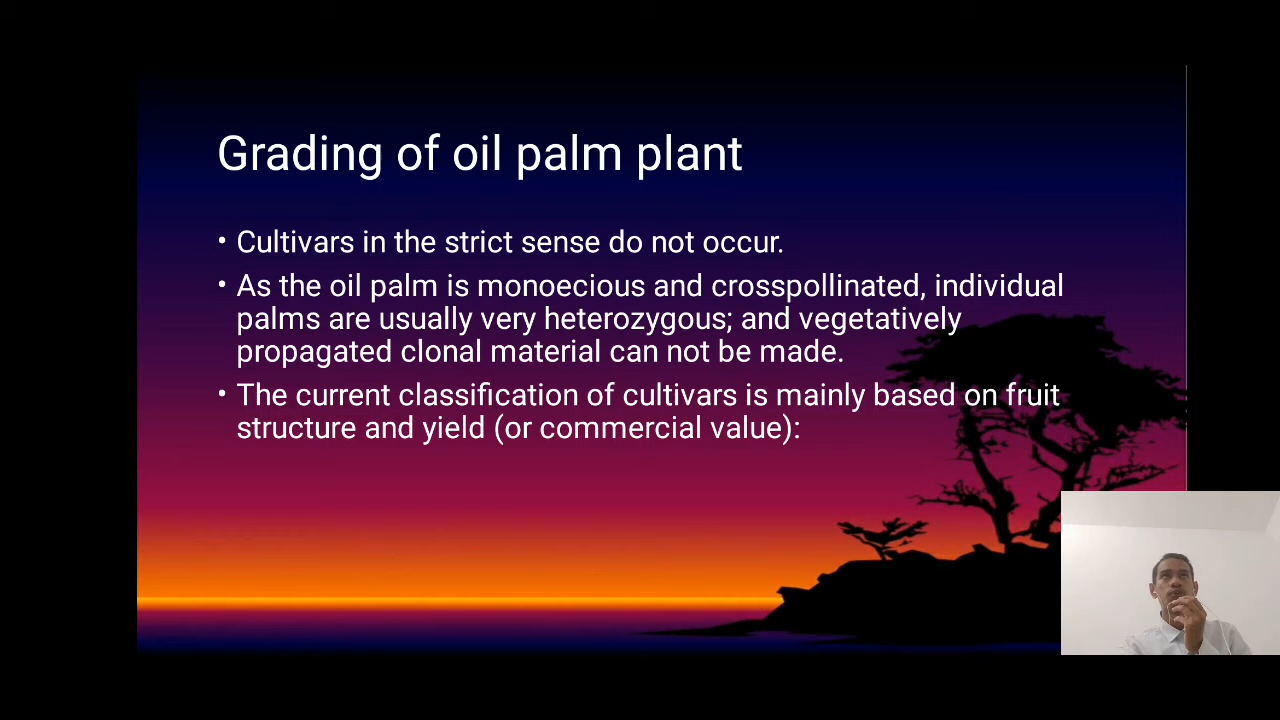 Grading of oil palm plant
• Cultivars in the strict sense do not occur.
• As the oil palm is monoecious and crosspollinated, individual
palms are usually very heterozygous; and vegetatively
propagated clonal material can not be made.
• The current classification of cultivars is mainly based on fruit
structure and yield (or commercial value):